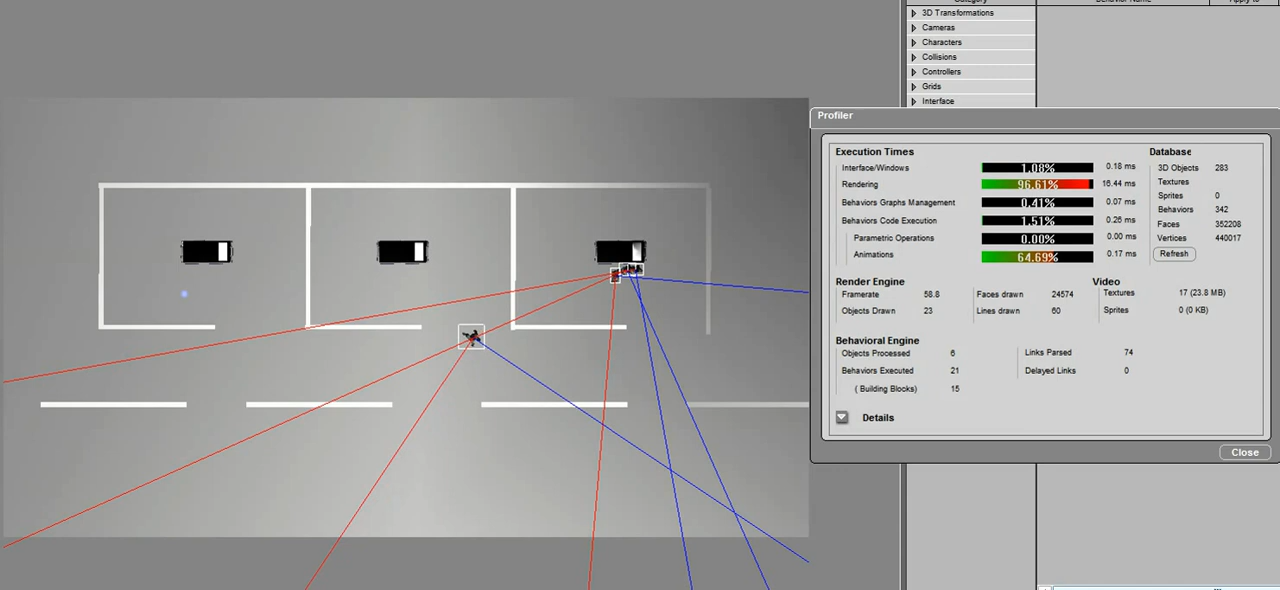 Category Behavior Name Apply to
3D Transformations
Cameras
Characters
Collisions
Controllers
Grids
Interface
Profiler
Execution Times
Interface/Windows 1.08% 0.18 ms
Rendering 96.61% 16.44 ms
Behaviors Graphs Management 0.41% 0.07 ms
Behaviors Code Execution 1.51% 0.26 ms
Parametric Operations 0.00% 0.00 ms
Animations 64.69% 0.17 ms
Database
3D Objects 283
Textures
Sprites 0
Behaviors 342
Faces 352208
Vertices 440017
Refresh
Render Engine
Framerate 58.8 Faces drawn 24574
Objects Drawn 23 Lines drawn 60
Video
Textures 17 (23.8 MB)
Sprites 0 (0 KB)
Behavioral Engine
Objects Processed 6 Links Parsed 74
Behaviors Executed 21 Delayed Links 0
( Building Blocks) 15
Details
Close